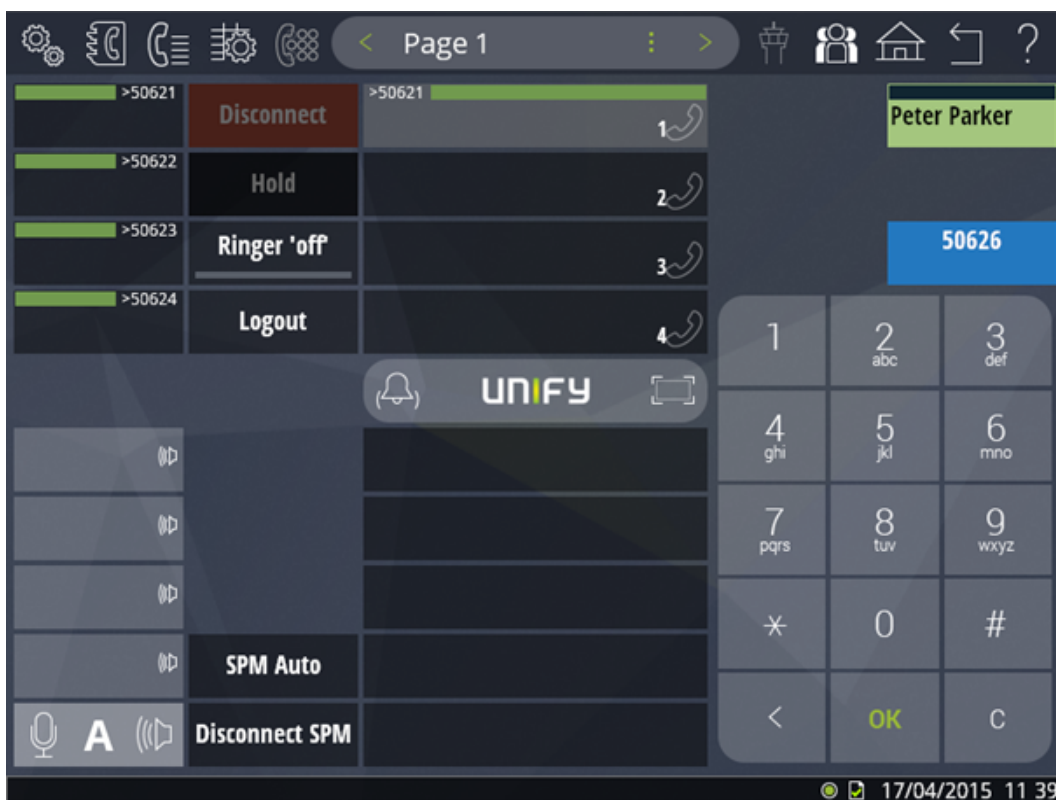 Page 1
?
>50621
Disconnect
>50621
1
Peter Parker
>50622
Hold
2
>50623
Ringer 'off'
3
50626
>50624
Logout
4
UNIFY
1
2
abc
3
def
4
ghi
5
jkl
6
mno
7
pqrs
8
tuv
9
wxyz
*
0
#
SPM Auto
A
Disconnect SPM
<
OK
C
17/04/2015 11 39